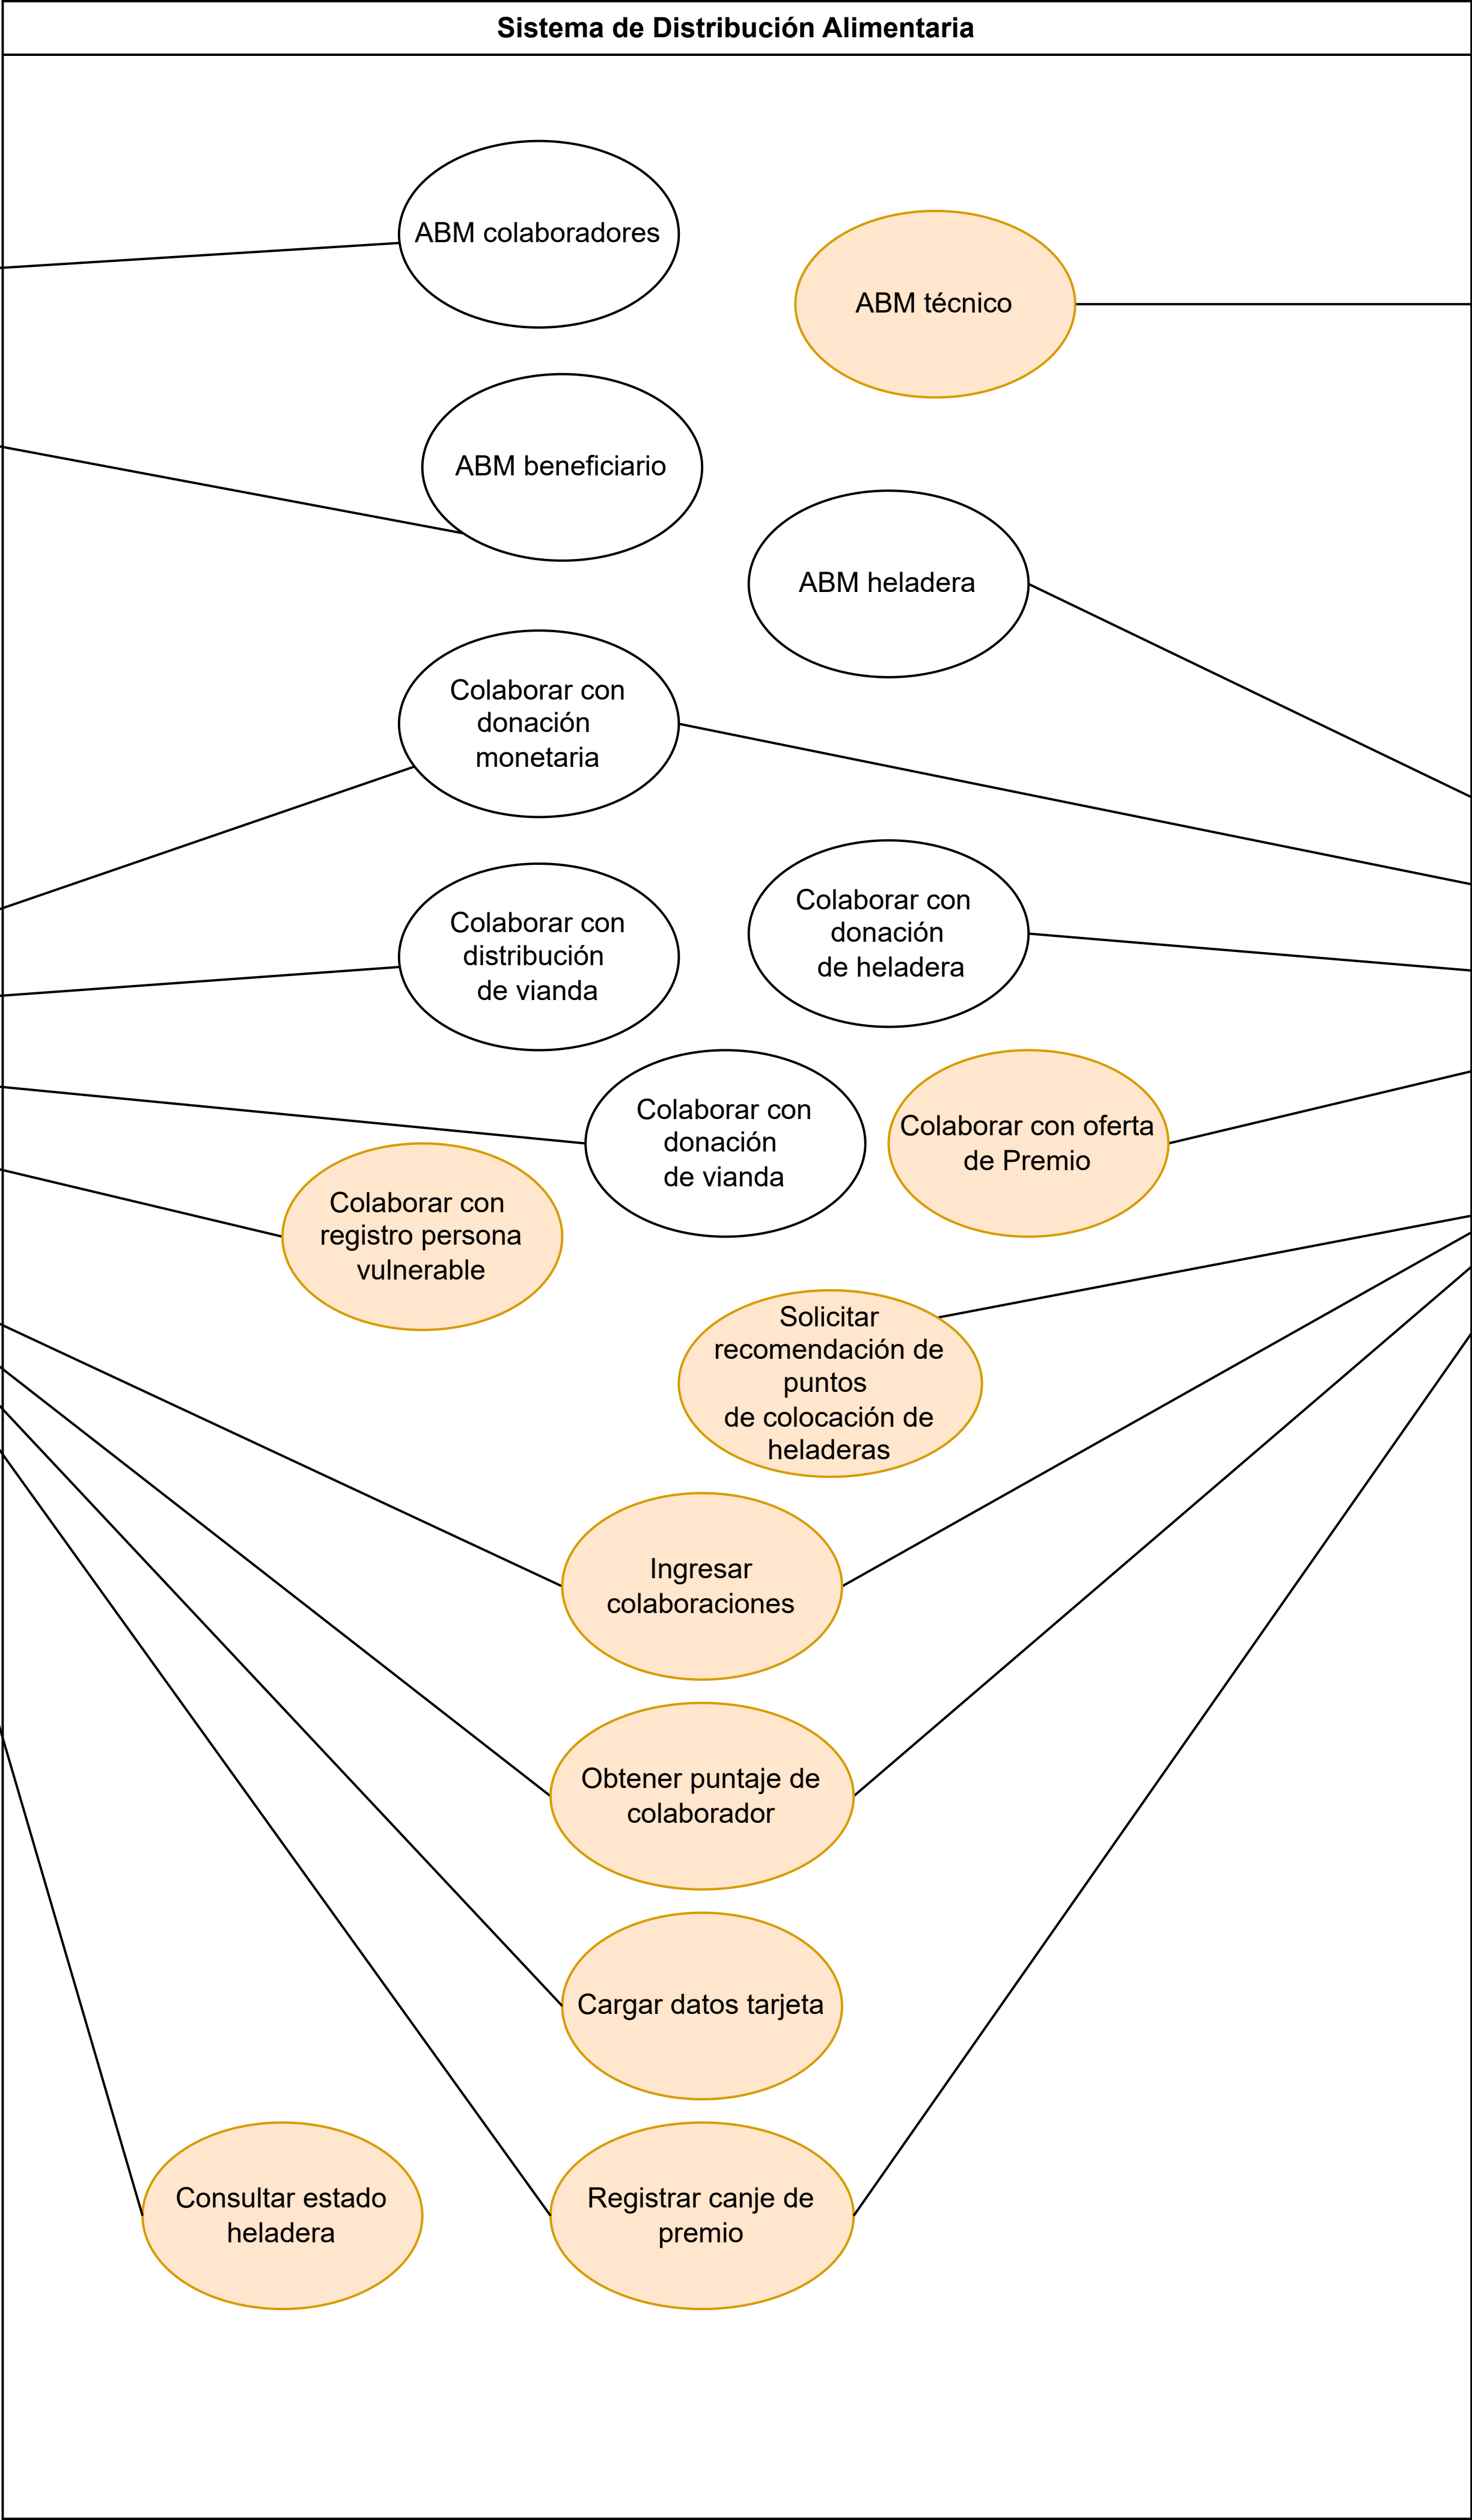 Sistema de Distribución Alimentaria
ABM colaboradores
ABM técnico
ABM beneficiario
ABM heladera
Colaborar con
donación
monetaria
Colaborar con
donación
de heladera
Colaborar con
distribución
de vianda
Colaborar con
donación
de vianda
Colaborar con oferta
de Premio
Colaborar con
registro persona
vulnerable
Solicitar
recomendación de
puntos
de colocación de
heladeras
Ingresar
colaboraciones
Obtener puntaje de
colaborador
Cargar datos tarjeta
Consultar estado
heladera
Registrar canje de
premio